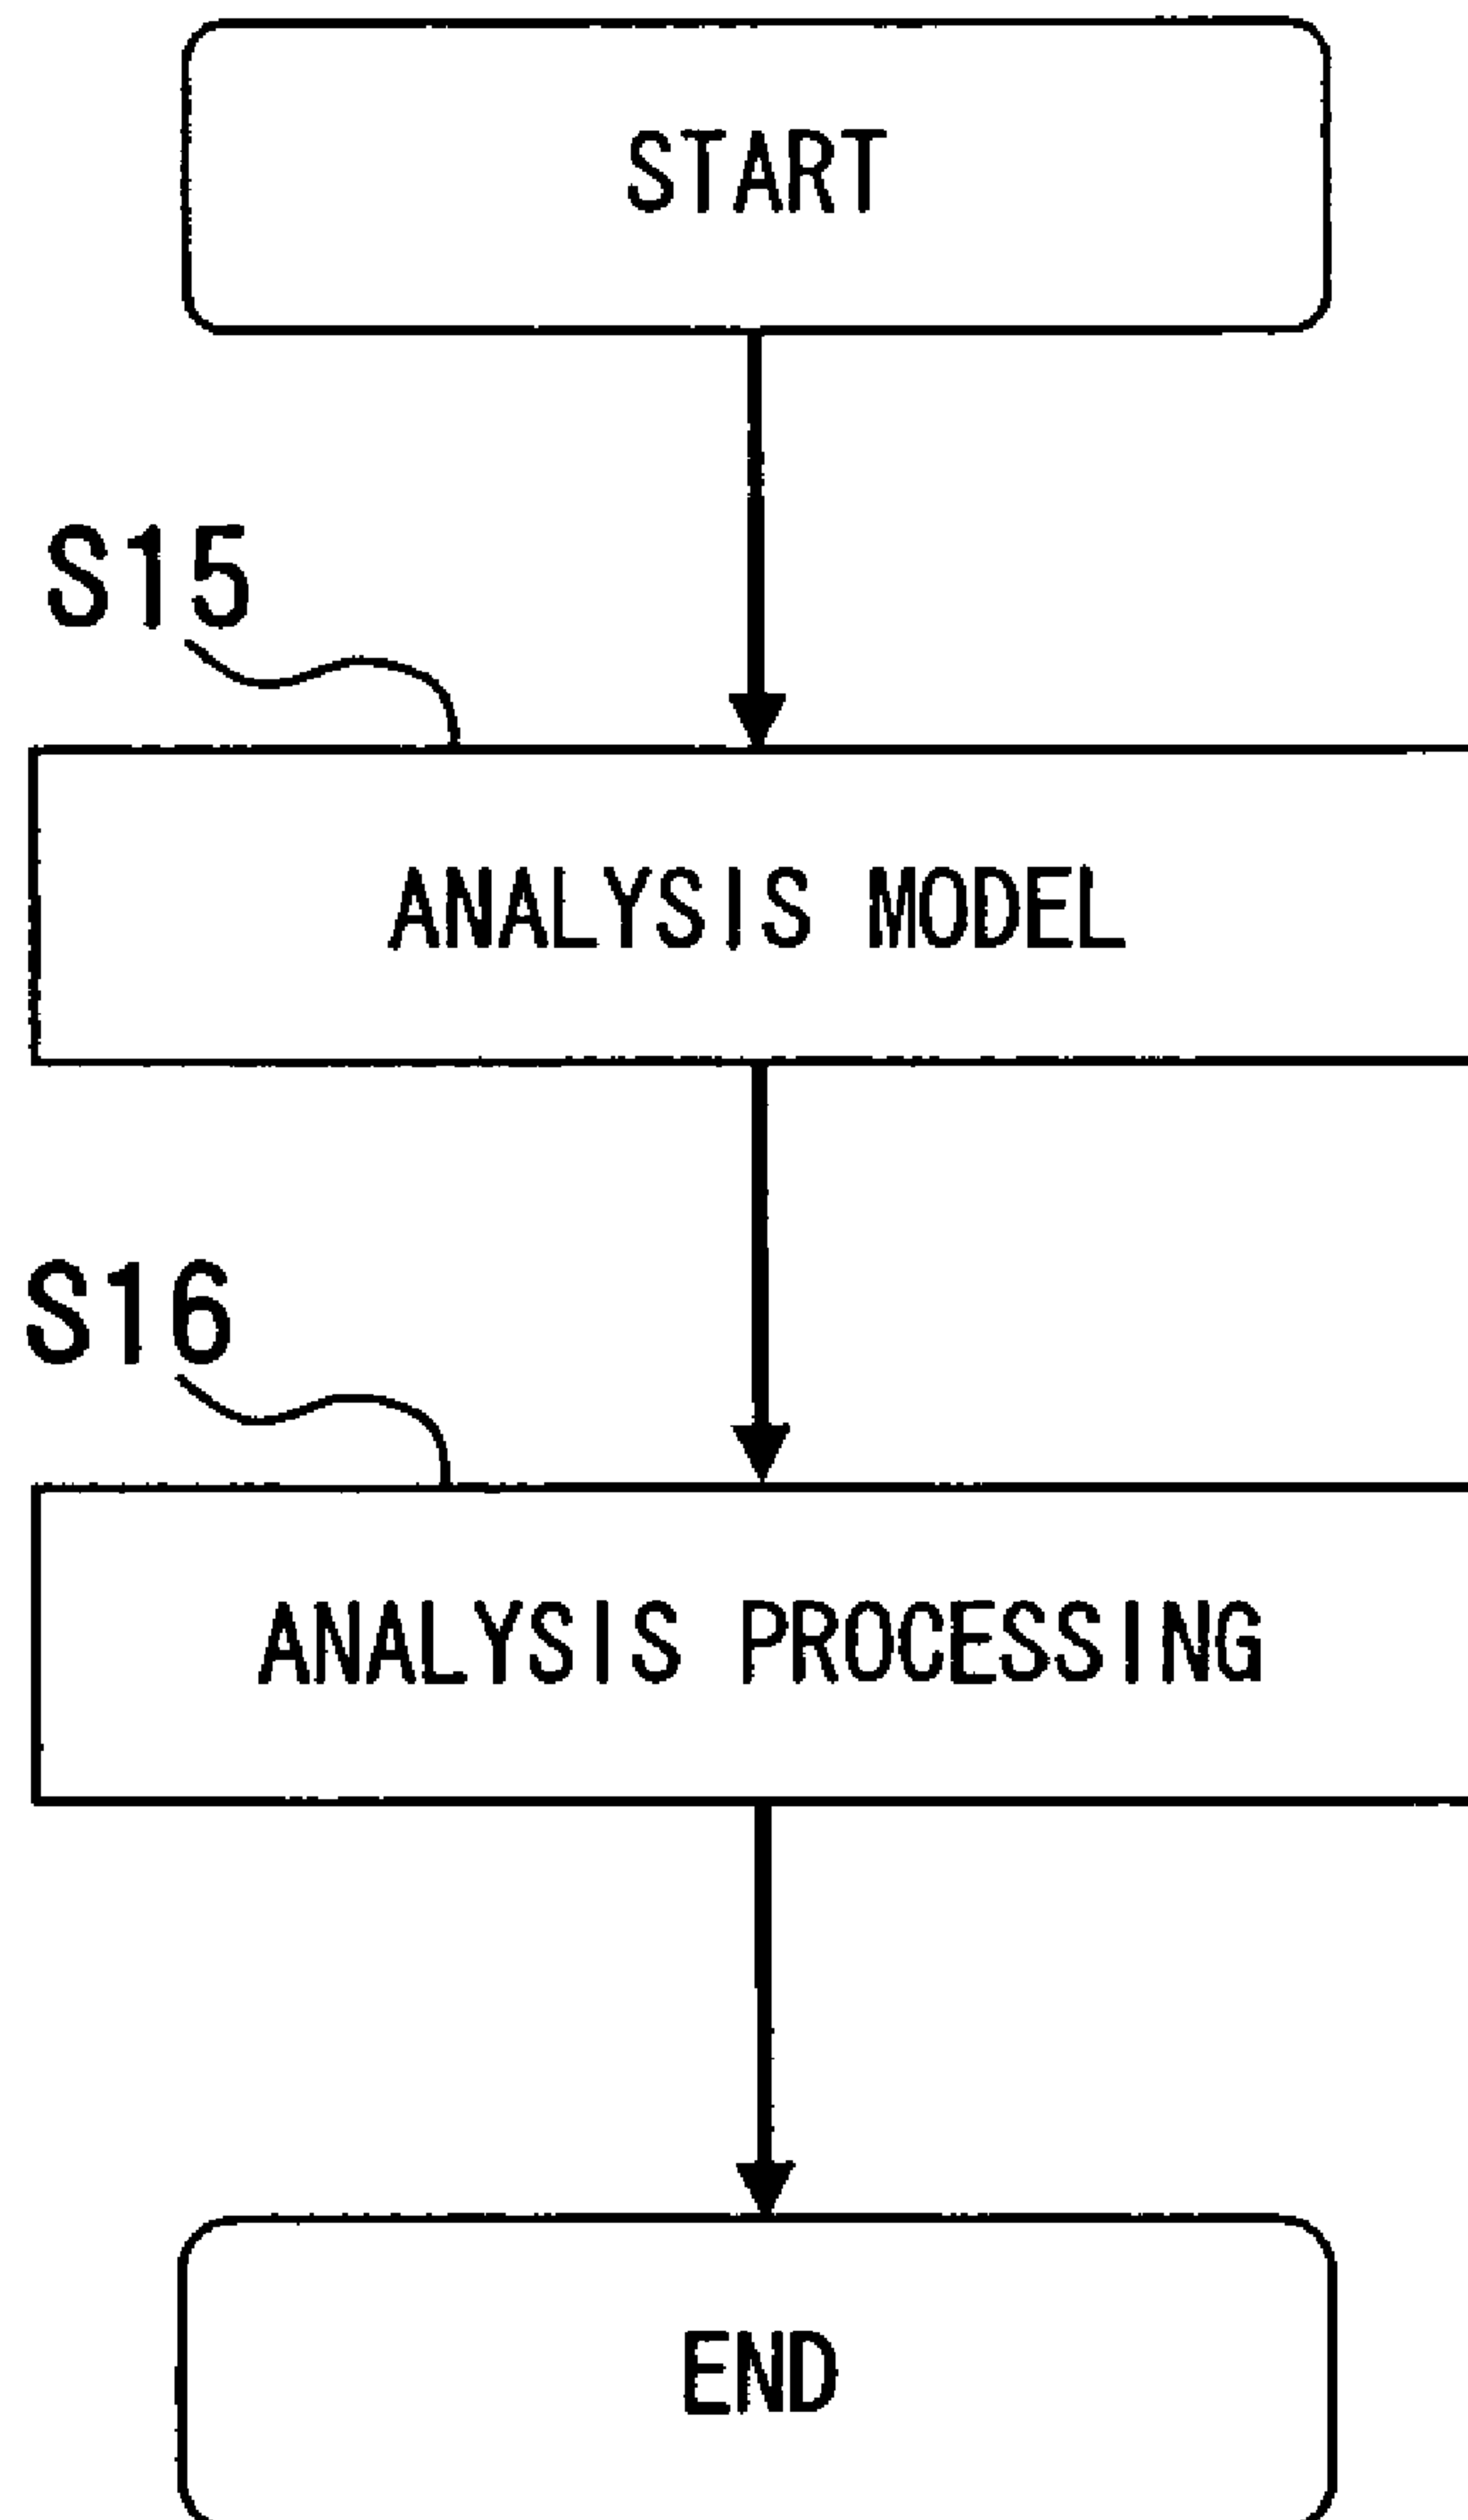 START
S15
ANALYSIS MODEL
S16
ANALYSIS PROCESSING
END